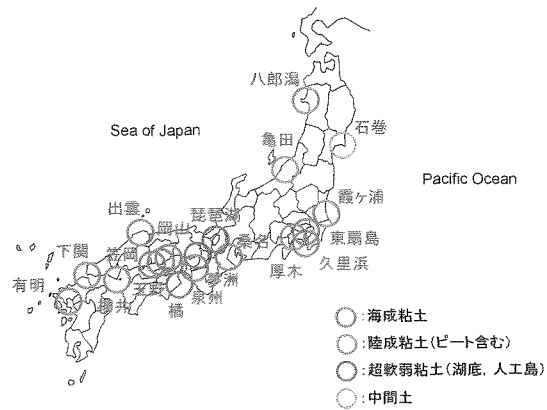 八郎潟
石巻
Sea of Japan
亀田
Pacific Ocean
霞ヶ浦
出雲
岡山
琵琶湖
下関
笠岡
桑名
東扇島
有明
厚木
久里浜
夢洲
泉州
橘
:海成粘土
:陸成粘土(ピート含む)
:超軟弱粘土(湖底, 人工島)
:中間土